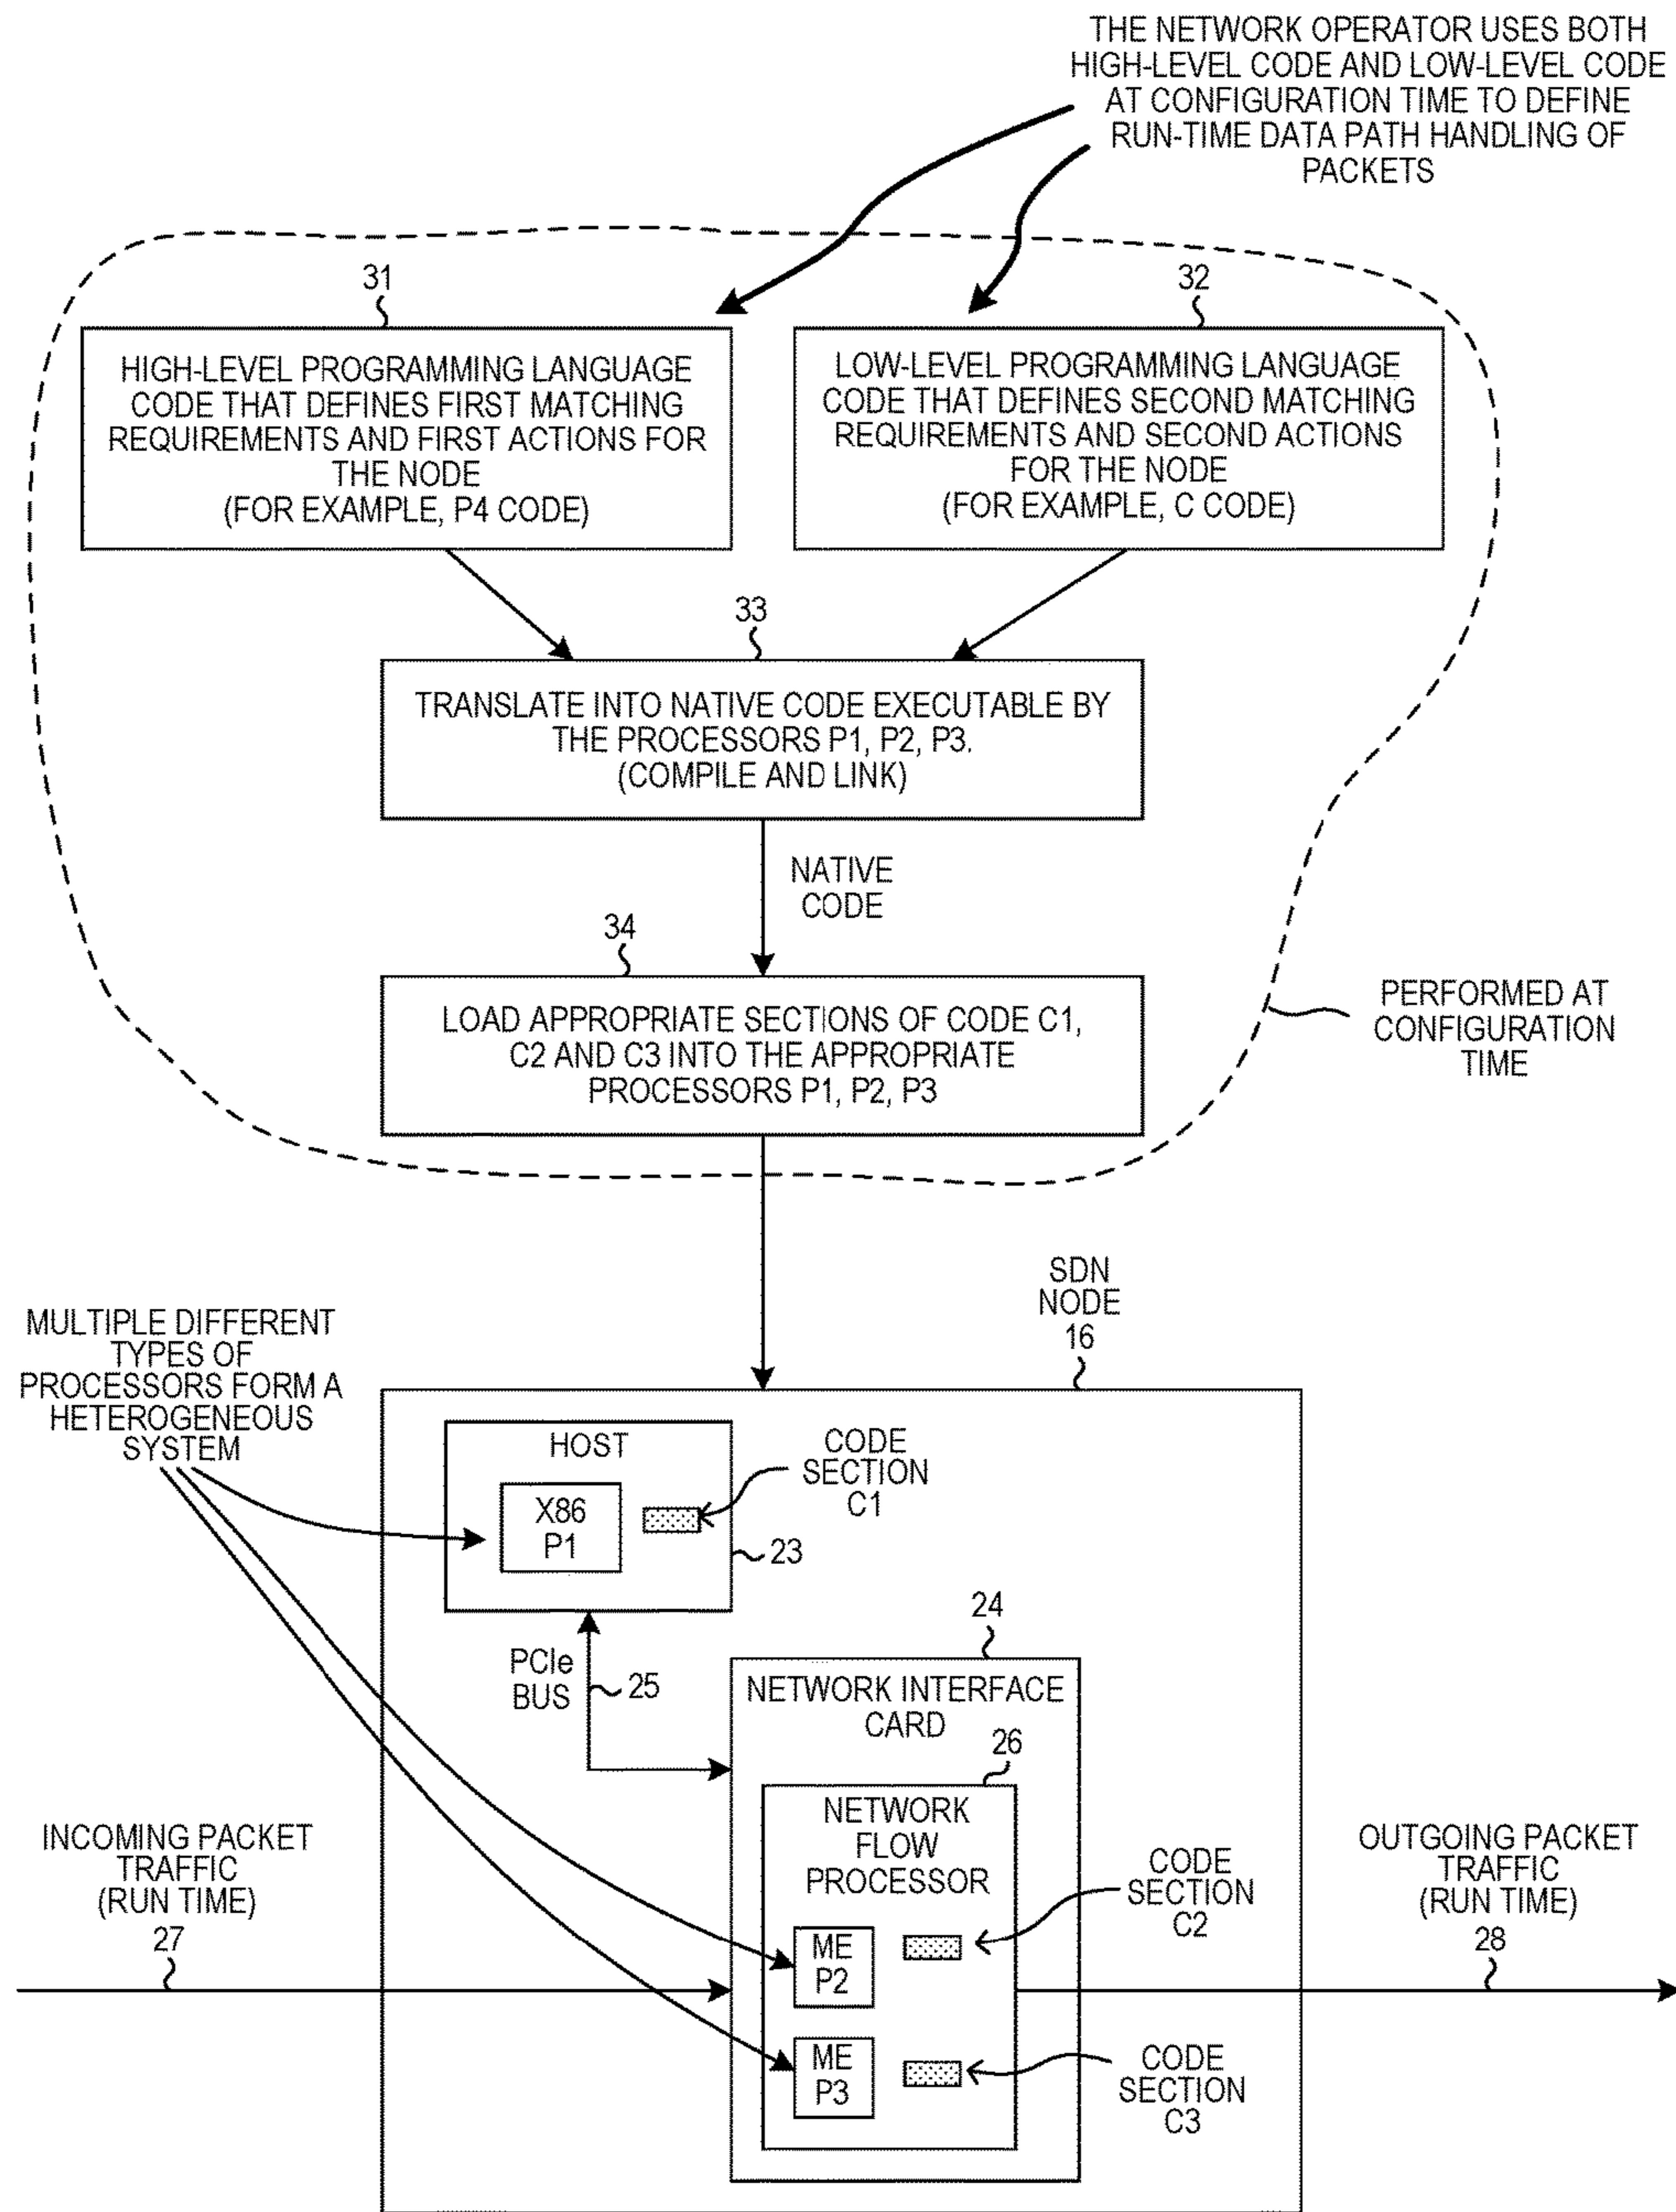 THE NETWORK OPERATOR USES BOTH
HIGH-LEVEL CODE AND LOW-LEVEL CODE
AT CONFIGURATION TIME TO DEFINE
RUN-TIME DATA PATH HANDLING OF
PACKETS
31
HIGH-LEVEL PROGRAMMING LANGUAGE
CODE THAT DEFINES FIRST MATCHING
REQUIREMENTS AND FIRST ACTIONS FOR
THE NODE
(FOR EXAMPLE, P4 CODE)
32
LOW-LEVEL PROGRAMMING LANGUAGE
CODE THAT DEFINES SECOND MATCHING
REQUIREMENTS AND SECOND ACTIONS
FOR THE NODE
(FOR EXAMPLE, C CODE)
33
TRANSLATE INTO NATIVE CODE EXECUTABLE BY
THE PROCESSORS P1, P2, P3.
(COMPILE AND LINK)
NATIVE
CODE
34
LOAD APPROPRIATE SECTIONS OF CODE C1,
C2 AND C3 INTO THE APPROPRIATE
PROCESSORS P1, P2, P3
PERFORMED AT
CONFIGURATION
TIME
SDN
NODE
16
MULTIPLE DIFFERENT
TYPES OF
PROCESSORS FORM A
HETEROGENEOUS
SYSTEM
HOST
X86
P1
CODE
SECTION
C1
23
PCIe
BUS
25
24
NETWORK INTERFACE
CARD
26
NETWORK
FLOW
PROCESSOR
ME
P2
CODE
SECTION
C2
ME
P3
CODE
SECTION
C3
INCOMING PACKET
TRAFFIC
(RUN TIME)
27
OUTGOING PACKET
TRAFFIC
(RUN TIME)
28